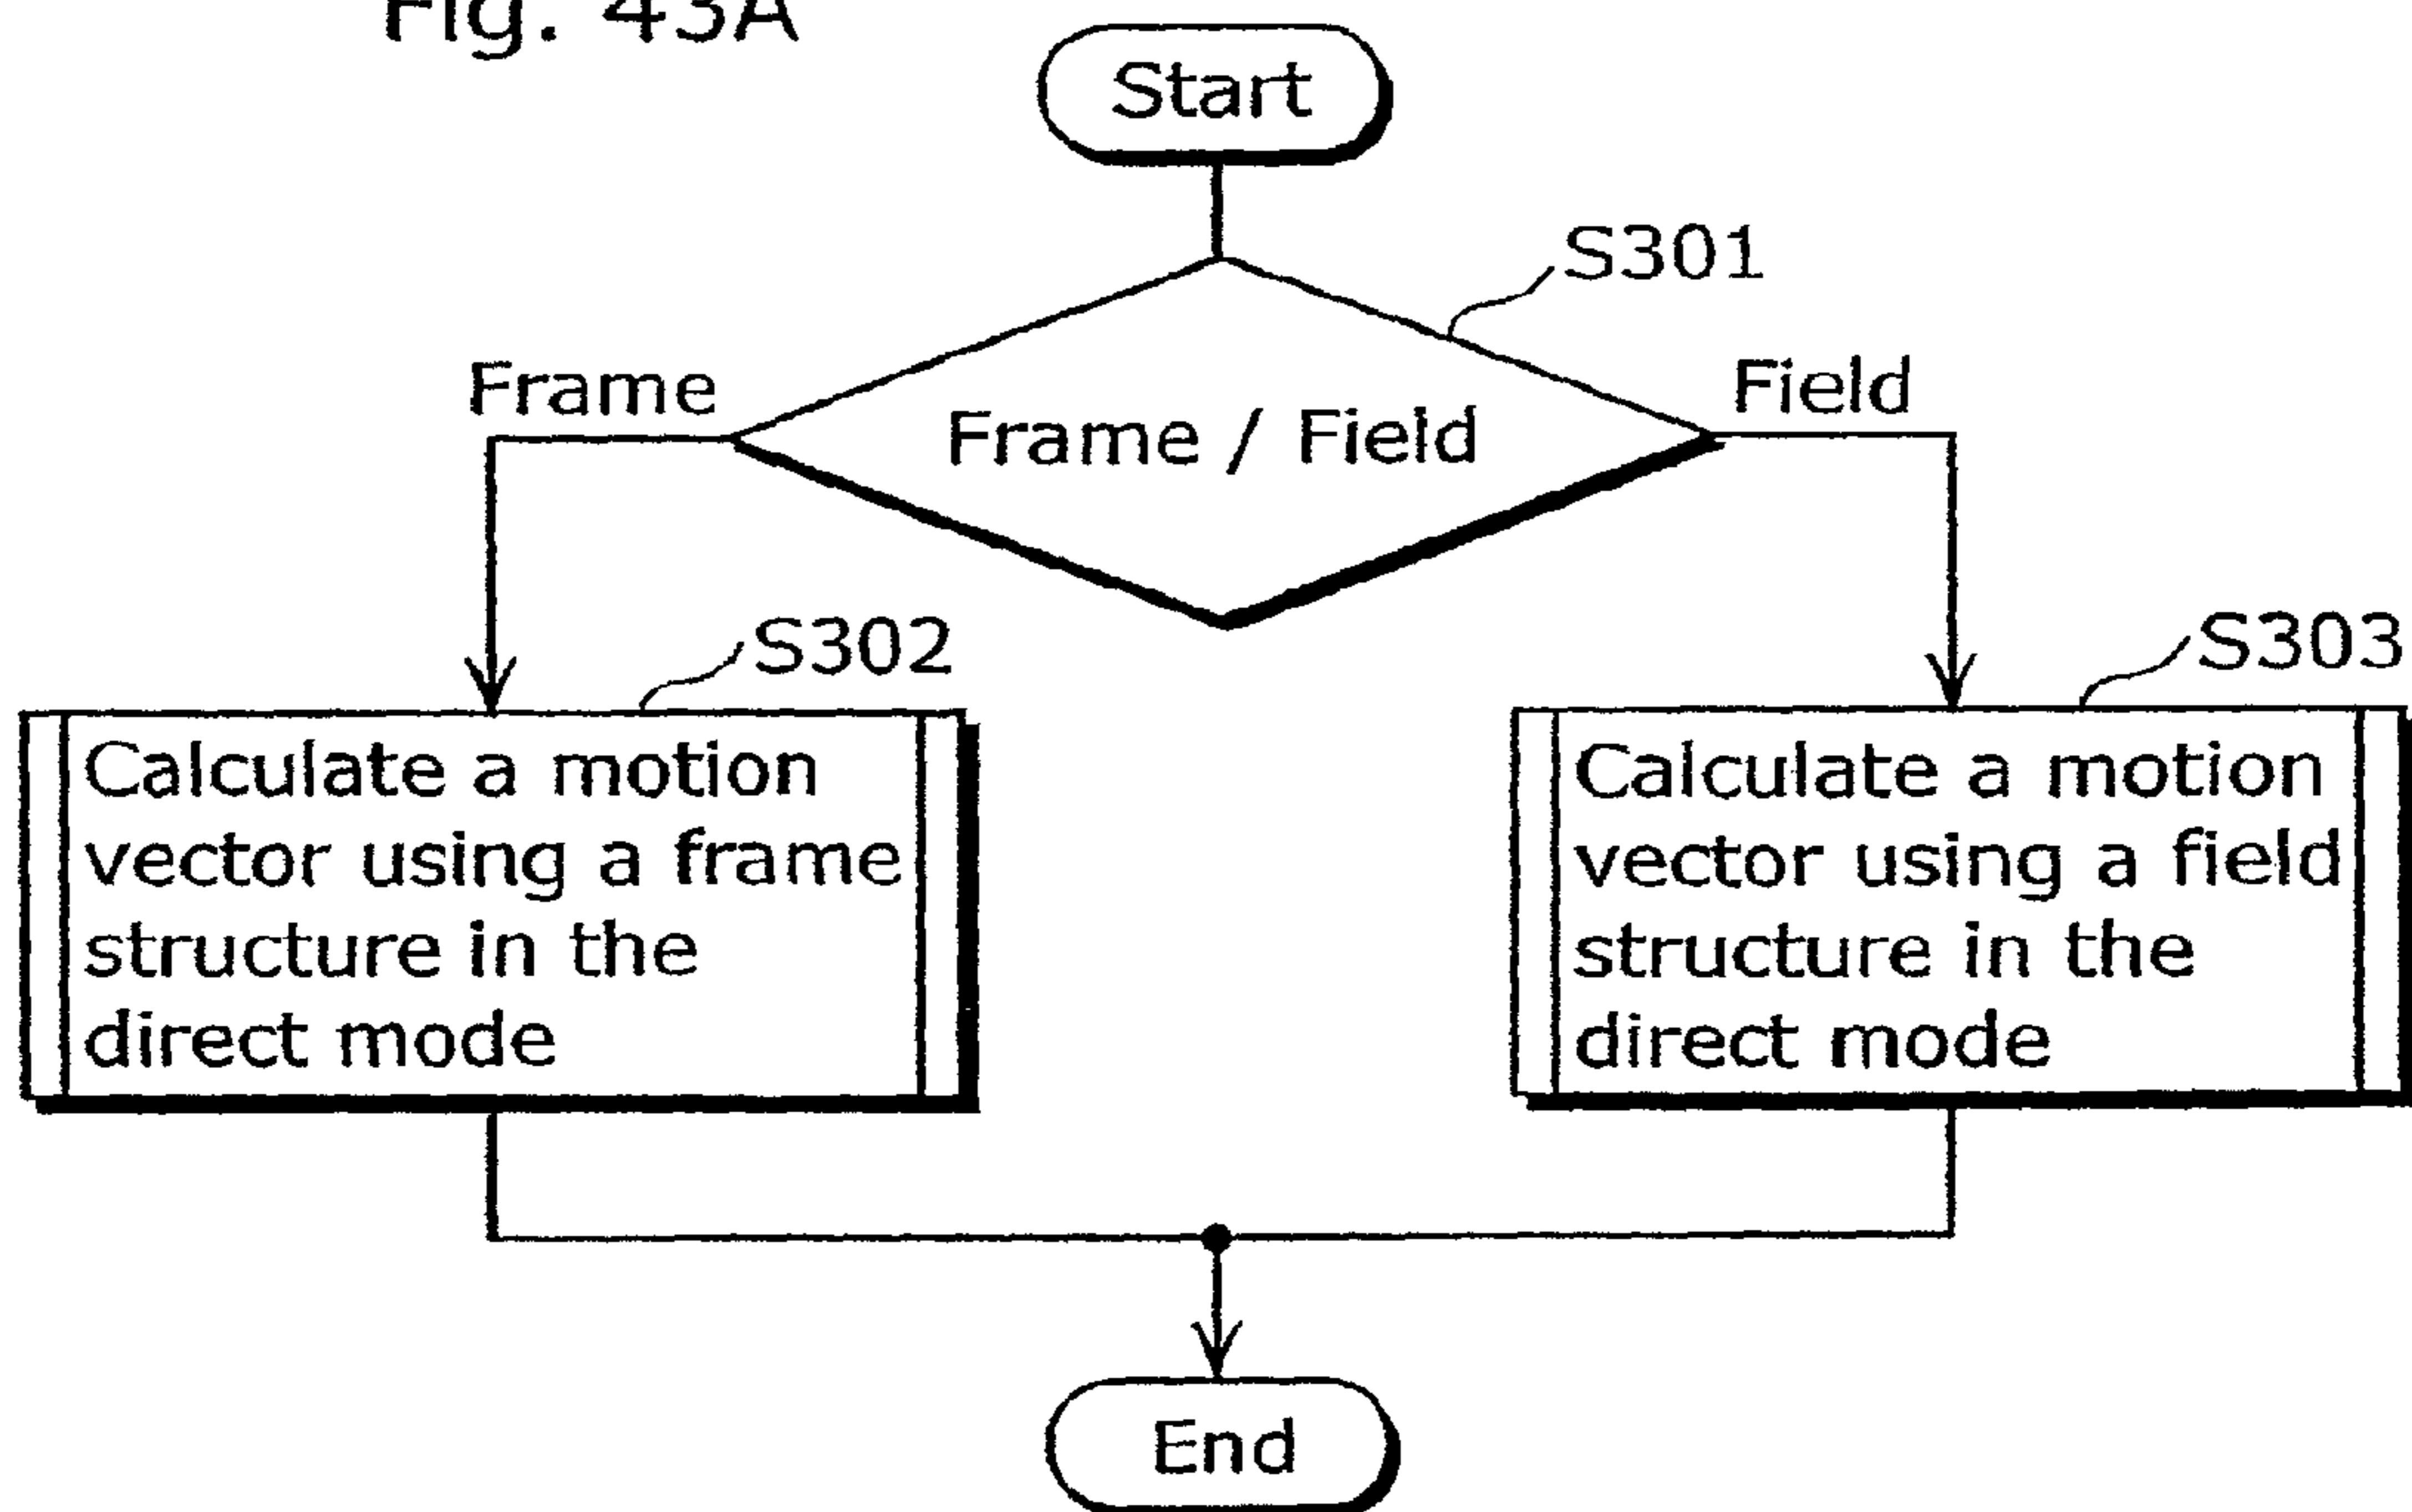 Fig. 43A
Start
S301
Frame
Frame / Field
Field
S302
S303
Calculate a motion
vector using a frame
structure in the
direct mode
Calculate a motion
vector using a field
structure in the
direct mode
End